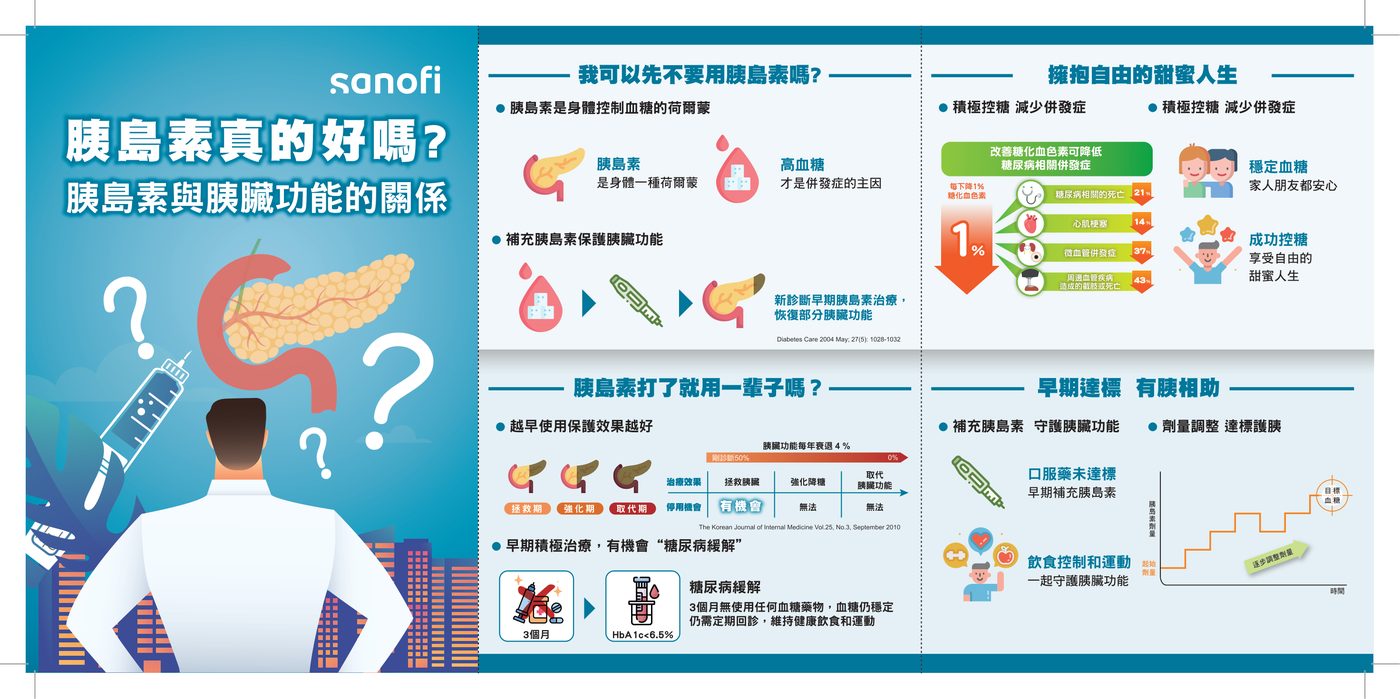 sanofi
胰島素真的好嗎?
胰島素與胰臟功能的關係
我可以先不要用胰島素嗎?
胰島素是身體控制血糖的荷爾蒙
胰島素
是身體一種荷爾蒙
高血糖
才是併發症的主因
補充胰島素保護胰臟功能
新診斷早期胰島素治療，
恢復部分胰臟功能
Diabetes Care 2004 May; 27(5): 1028-1032
擁抱自由的甜蜜人生
積極控糖 減少併發症
改善糖化血色素可降低
糖尿病相關併發症
每下降1%
糖化血色素
1%
糖尿病相關的死亡 21%
心肌梗塞 14%
微血管併發症 37%
周邊血管疾病
造成的截肢或死亡 43%
積極控糖 減少併發症
穩定血糖
家人朋友都安心
成功控糖
享受自由的
甜蜜人生
胰島素打了就用一輩子嗎？
越早使用保護效果越好
拯救期 強化期 取代期
胰臟功能每年衰退 4 %
剛診斷50% 0%
治療效果 拯救胰臟 強化降糖 取代
胰臟功能
停用機會 有機會 無法 無法
The Korean Journal of Internal Medicine Vol.25, No.3, September 2010
早期積極治療，有機會“糖尿病緩解”
3個月
HbA1c<6.5%
糖尿病緩解
3個月無使用任何血糖藥物，血糖仍穩定
仍需定期回診，維持健康飲食和運動
早期達標 有胰相助
補充胰島素 守護胰臟功能
口服藥未達標
早期補充胰島素
飲食控制和運動
一起守護胰臟功能
劑量調整 達標護胰
胰島素劑量
起始
劑量
目標
血糖
逐步調整劑量
時間